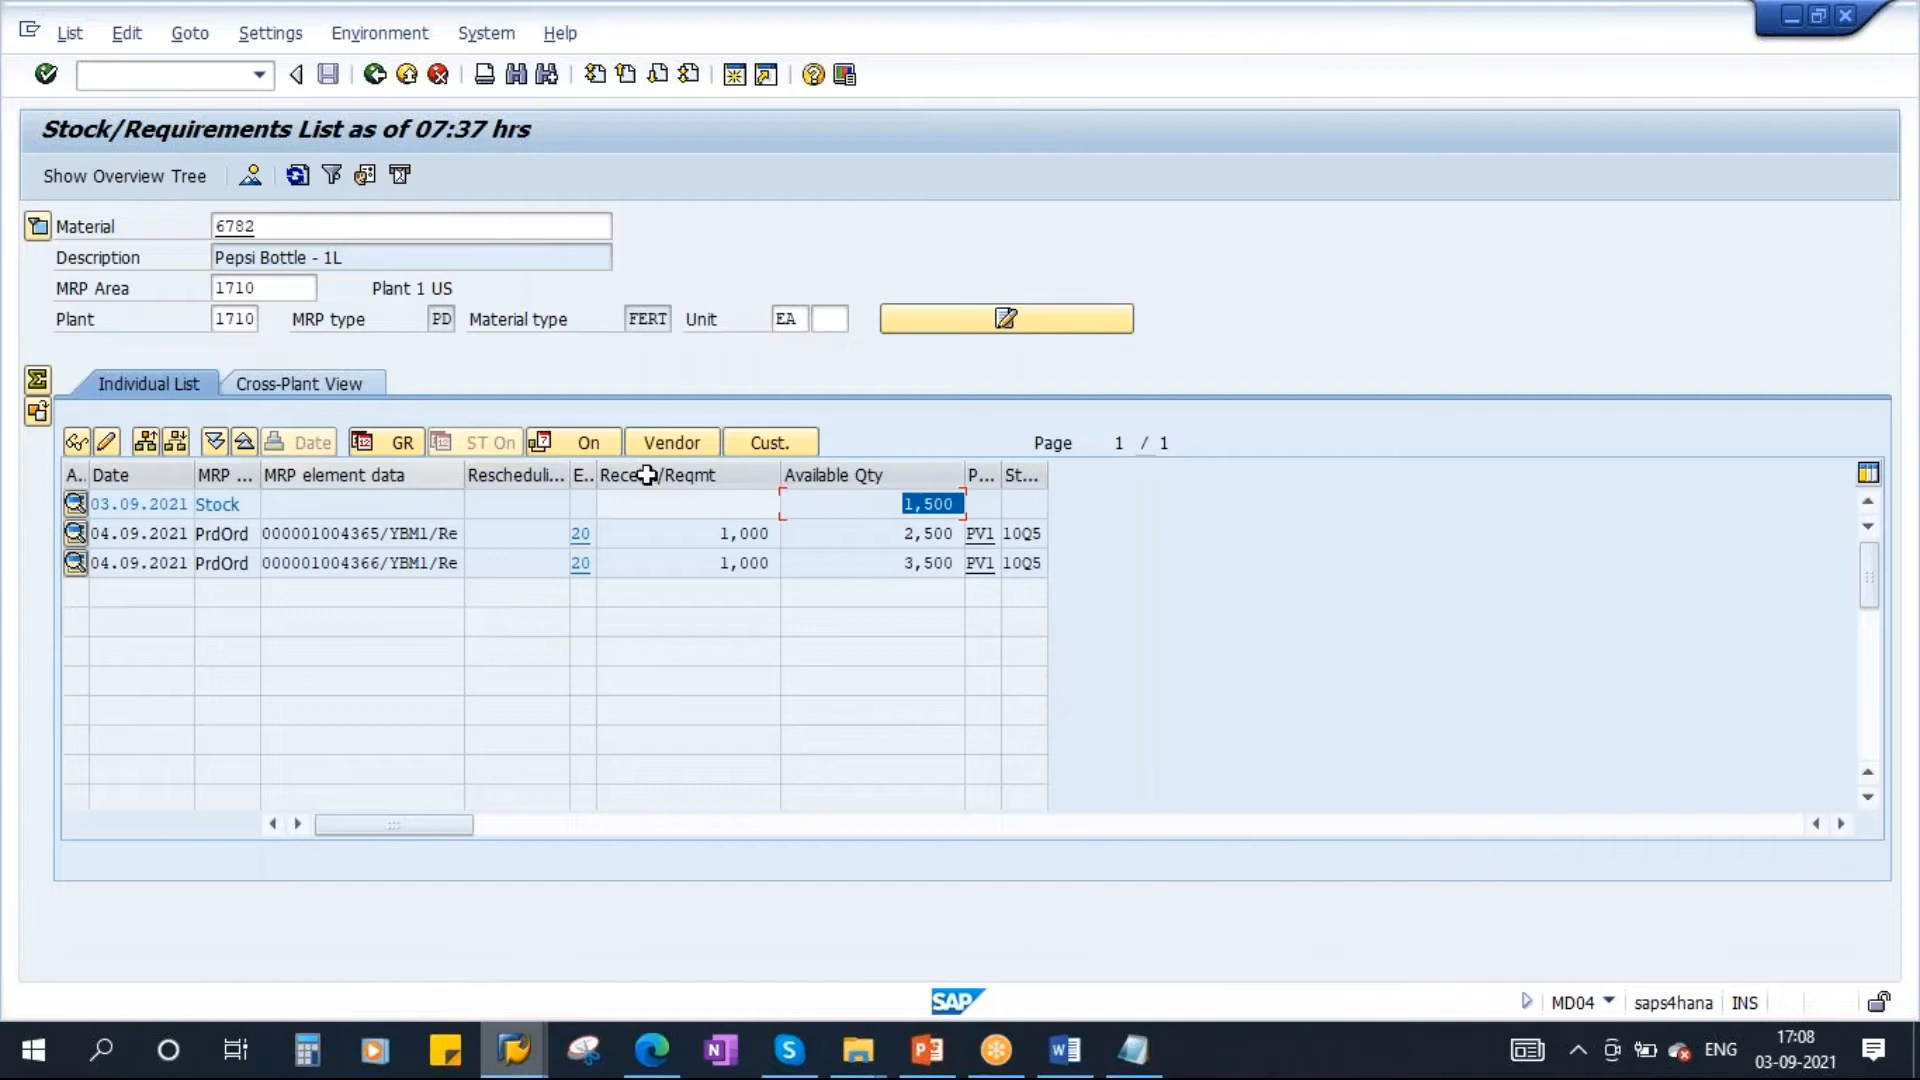 List Edit Goto Settings Environment System Help
Stock/Requirements List as of 07:37 hrs
Show Overview Tree
Material 6782
Description Pepsi Bottle - 1L
MRP Area 1710 Plant 1 US
Plant 1710 MRP type PD Material type FERT Unit EA
Individual List Cross-Plant View
Date GR ST On On Vendor Cust. Page 1 / 1
A.. Date MRP ... MRP element data Rescheduli... E.. /Reqmt Available Qty P... St...
03.09.2021 Stock 1,500
04.09.2021 PrdOrd 000001004365/YBM1/Re 20 1,000 2,500 PV1 10Q5
04.09.2021 PrdOrd 000001004366/YBM1/Re 20 1,000 3,500 PV1 10Q5
SAP
MD04 saps4hana INS
17:08
ENG
03-09-2021